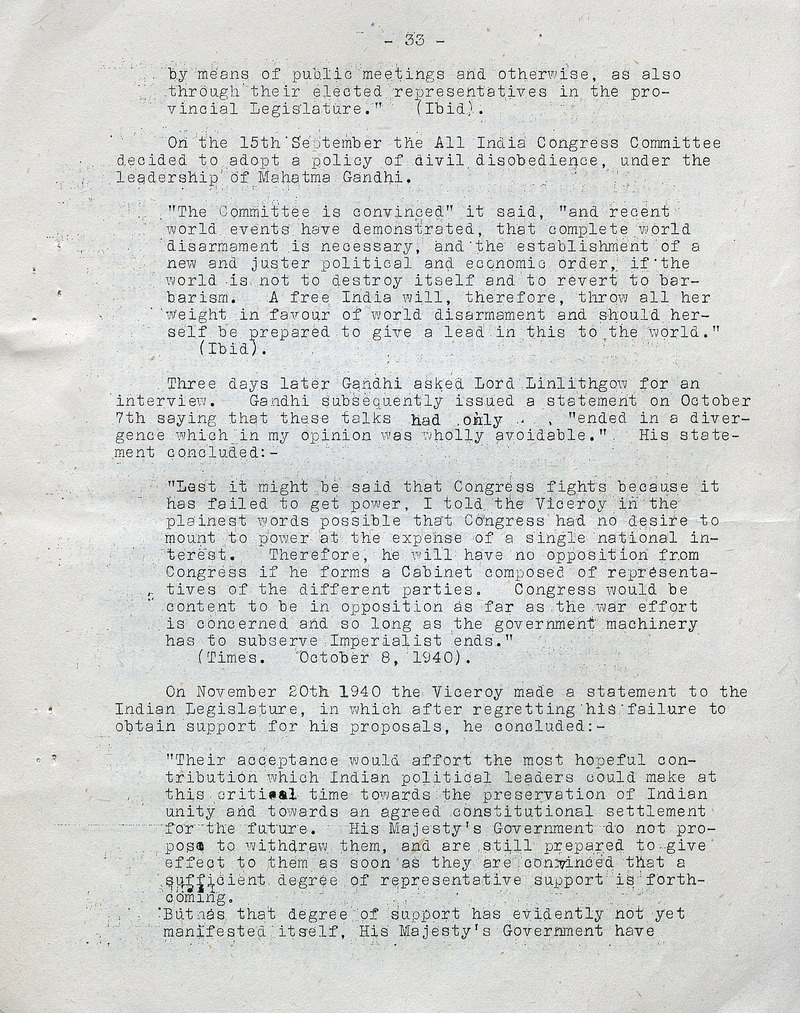 - 33 -
by means of public meetings and otherwise, as also
through their elected representatives in the pro-
vincial Legislature." (Ibid).
On the 15th September the All India Congress Committee
decided to adopt a policy of civil disobedience, under the
leadership of Mahatma Gandhi.
"The Committee is convinced" it said, "and recent
world events have demonstrated, that complete world
disarmament is necessary, and the establishment of a
new and juster political and economic order, if the
world is not to destroy itself and to revert to bar-
barism. A free India will, therefore, throw all her
weight in favour of world disarmament and should her-
self be prepared to give a lead in this to the world."
(Ibid).
Three days later Gandhi asked Lord Linlithgow for an
interview. Gandhi subsequently issued a statement on October
7th saying that these talks had only , "ended in a diver-
gence which in my opinion was wholly avoidable." His state-
ment concluded:-
"Lest it might be said that Congress fights because it
has failed to get power, I told the Viceroy in the
plainest words possible that Congress had no desire to
mount to power at the expense of a single national in-
terest. Therefore, he will have no opposition from
Congress if he forms a Cabinet composed of representa-
tives of the different parties. Congress would be
content to be in opposition as far as the war effort
is concerned and so long as the government machinery
has to subserve Imperialist ends."
(Times. October 8, 1940).
On November 20th 1940 the Viceroy made a statement to the
Indian Legislature, in which after regretting his failure to
obtain support for his proposals, he concluded:-
"Their acceptance would affort the most hopeful con-
tribution which Indian political leaders could make at
this critical time towards the preservation of Indian
unity and towards an agreed constitutional settlement
for the future. His Majesty's Government do not pro-
pose to withdraw them, and are still prepared to give
effect to them as soon as they are convinced that a
sufficient degree of representative support is forth-
coming.
But as that degree of support has evidently not yet
manifested itself, His Majesty's Government have